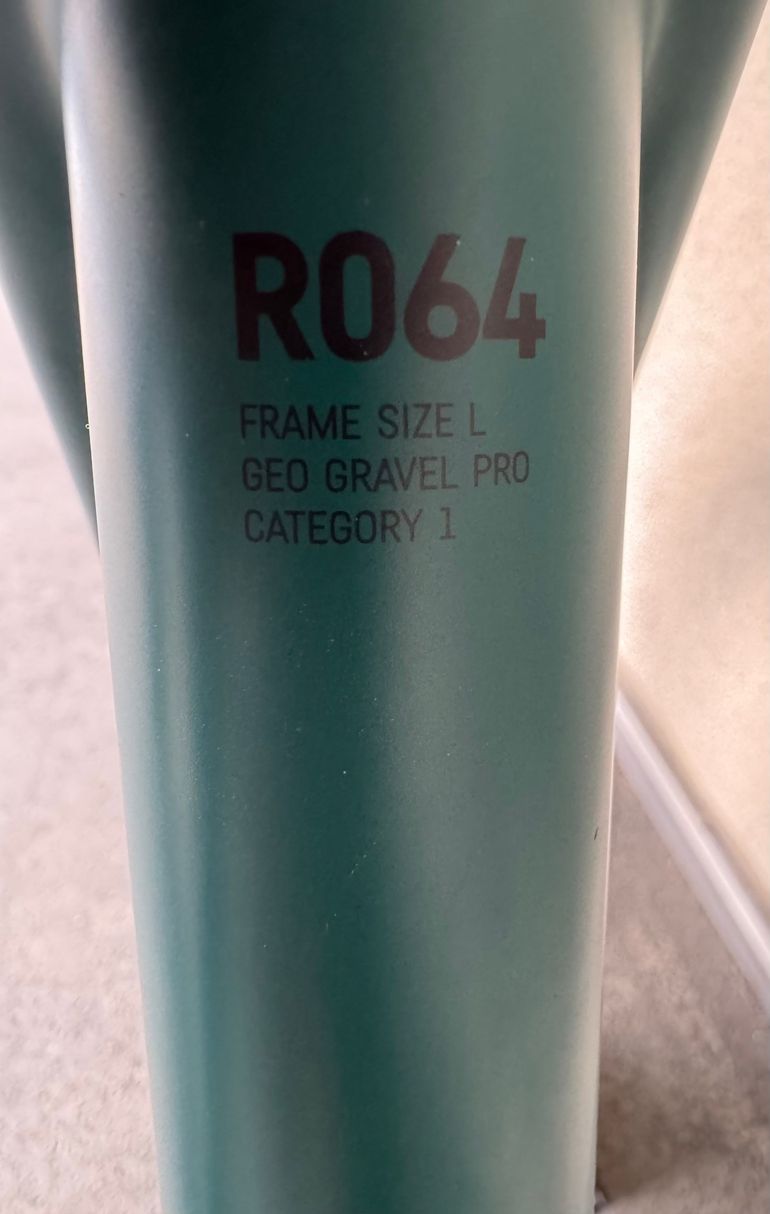 R064
FRAME SIZE L
GEO GRAVEL PRO
CATEGORY 1